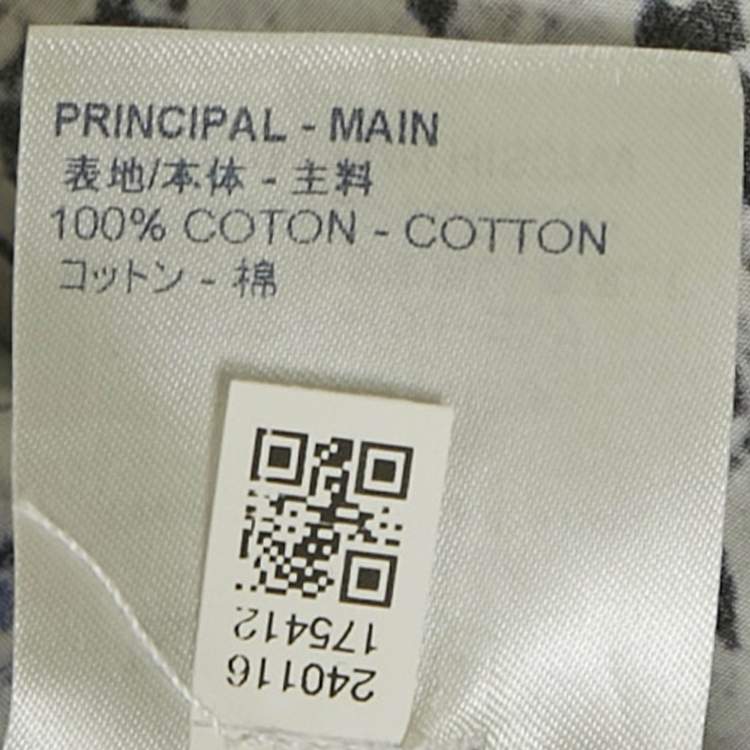 PRINCIPAL - MAIN
表地/本体 - 主料
100% COTON - COTTON
コットン - 棉
240116
175412